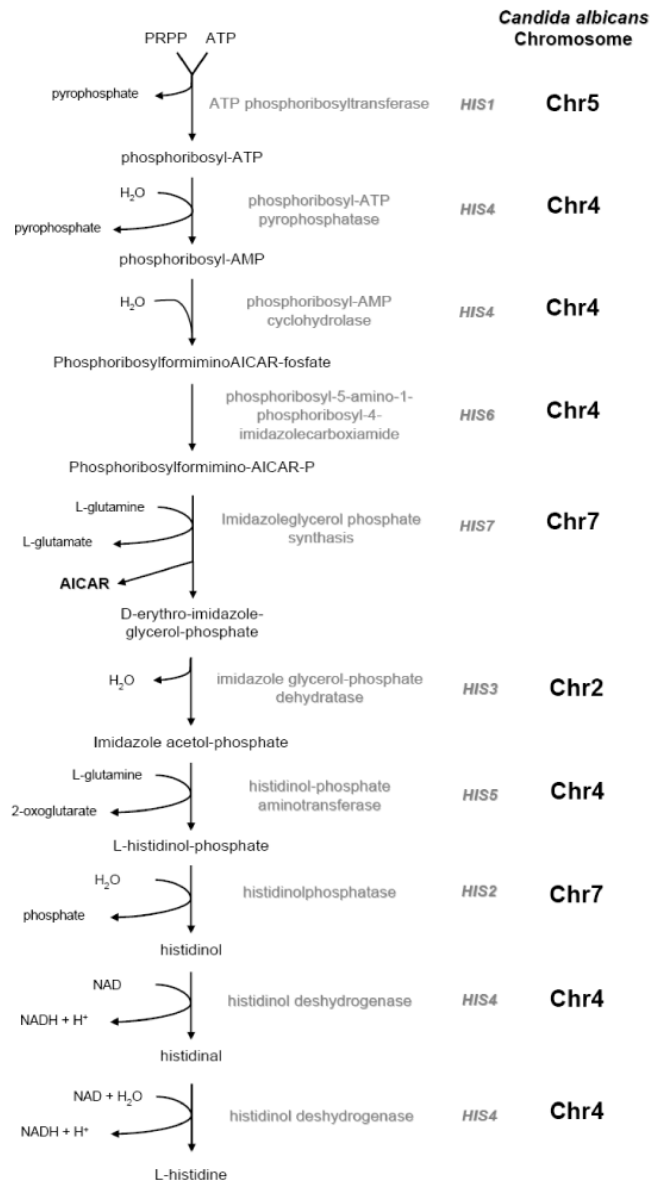 Candida albicans
Chromosome
PRPP ATP
pyrophosphate
ATP phosphoribosyltransferase HIS1 Chr5
phosphoribosyl-ATP
H₂O
phosphoribosyl-ATP
pyrophosphatase
HIS4 Chr4
pyrophosphate
phosphoribosyl-AMP
H₂O
phosphoribosyl-AMP
cyclohydrolase
HIS4 Chr4
PhosphoribosylformiminoAICAR-fosfate
phosphoribosyl-5-amino-1-
phosphoribosyl-4-
imidazolecarboxiamide
HIS6 Chr4
Phosphoribosylformimino-AICAR-P
L-glutamine
Imidazoleglycerol phosphate
synthasis
HIS7 Chr7
L-glutamate
AICAR
D-erythro-imidazole-
glycerol-phosphate
H₂O
imidazole glycerol-phosphate
dehydratase
HIS3 Chr2
Imidazole acetol-phosphate
L-glutamine
histidinol-phosphate
aminotransferase
HIS5 Chr4
2-oxoglutarate
L-histidinol-phosphate
H₂O
histidinolphosphatase HIS2 Chr7
phosphate
histidinol
NAD
histidinol deshydrogenase HIS4 Chr4
NADH + H⁺
histidinal
NAD + H₂O
histidinol deshydrogenase HIS4 Chr4
NADH + H⁺
L-histidine